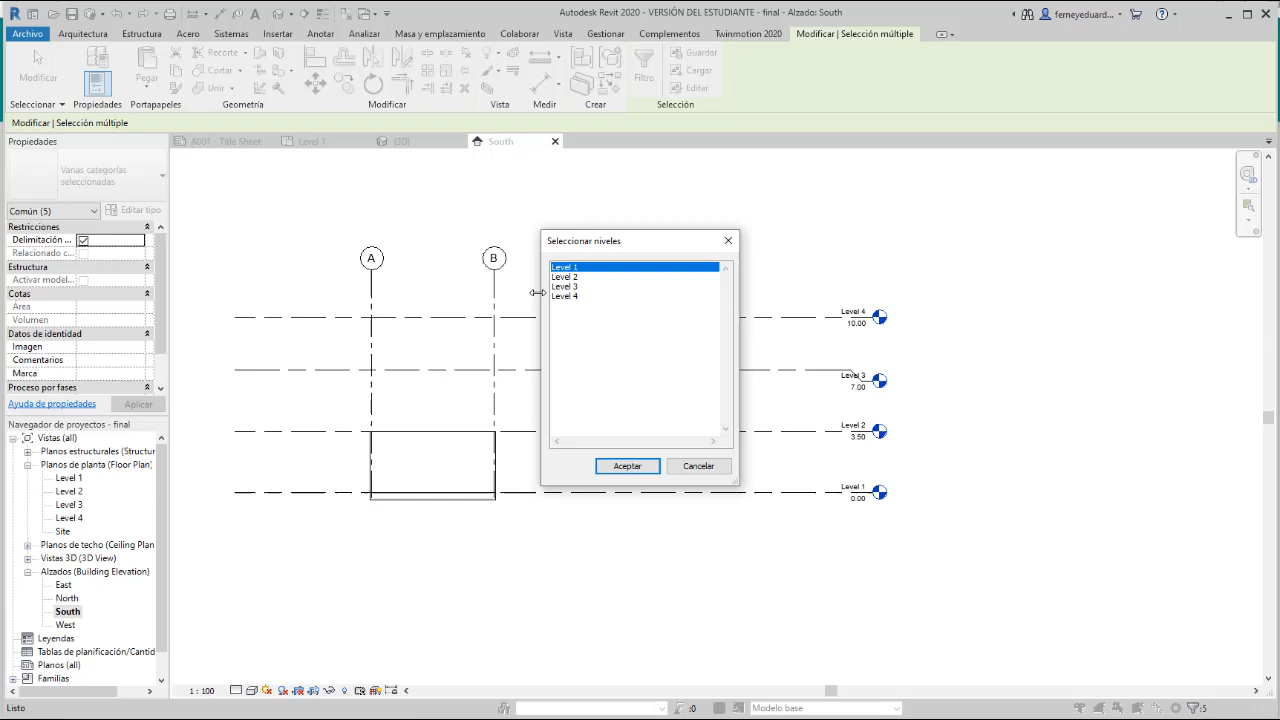 Autodesk Revit 2020 - VERSIÓN DEL ESTUDIANTE - final - Alzado: South
ferneyeduard...
Archivo Arquitectura Estructura Acero Sistemas Insertar Anotar Analizar Masa y emplazamiento Colaborar Vista Gestionar Complementos Twinmotion 2020 Modificar | Selección múltiple
Modificar
Pegar
Recorte
Cortar
Unir
Filtro
Guardar
Cargar
Editar
Seleccionar Propiedades Portapapeles Geometría Modificar Vista Medir Crear Selección
Modificar | Selección múltiple
Propiedades
A001 - Title Sheet
Level 1
{3D}
South
Varias categorías
seleccionadas
Común (5)
Editar tipo
Restricciones
Delimitación ...
Relacionado c...
Estructura
Activar model...
Cotas
Área
Volumen
Datos de identidad
Imagen
Comentarios
Marca
Proceso por fases
Ayuda de propiedades
Aplicar
Navegador de proyectos - final
Vistas (all)
Planos estructurales (Structur
Planos de planta (Floor Plan)
Level 1
Level 2
Level 3
Level 4
Site
Planos de techo (Ceiling Plan
Vistas 3D (3D View)
Alzados (Building Elevation)
East
North
South
West
Leyendas
Tablas de planificación/Cantid
Planos (all)
Familias
A
B
Seleccionar niveles
Level 1
Level 2
Level 3
Level 4
Aceptar
Cancelar
Level 4
10.00
Level 3
7.00
Level 2
3.50
Level 1
0.00
1 : 100
Listo
:0
Modelo base
:5